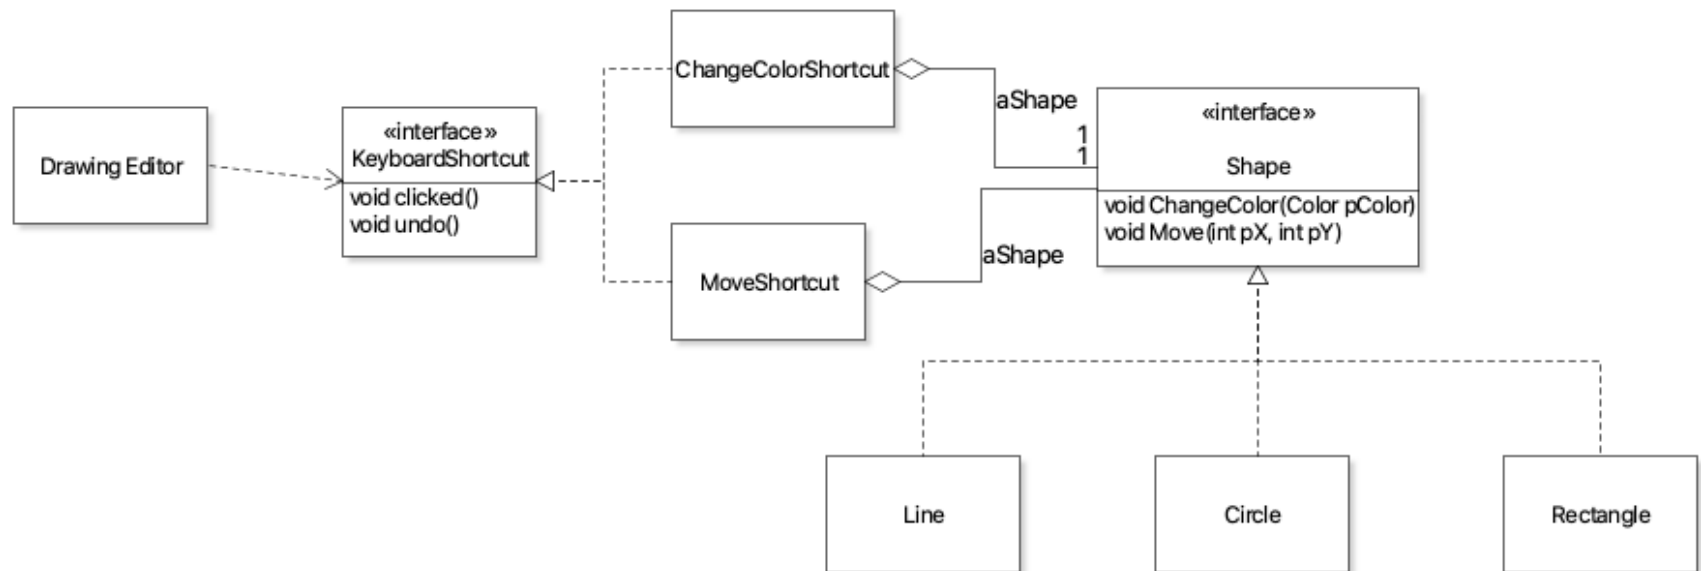 Drawing Editor
«interface»
KeyboardShortcut
void clicked()
void undo()
ChangeColorShortcut
aShape
1
1
MoveShortcut
aShape
«interface»
Shape
void ChangeColor(Color pColor)
void Move(int pX, int pY)
Line
Circle
Rectangle